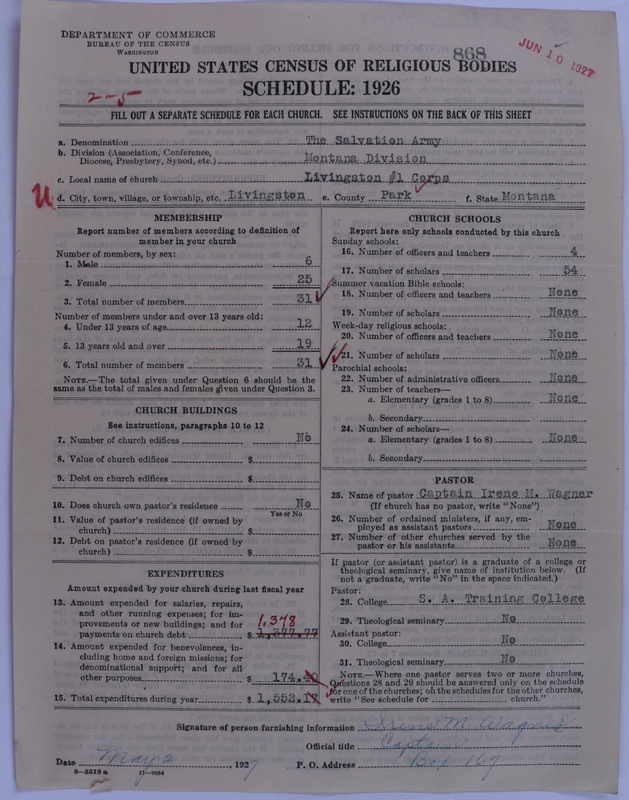 DEPARTMENT OF COMMERCE
BUREAU OF THE CENSUS
WASHINGTON
868
JUN 10 1927
UNITED STATES CENSUS OF RELIGIOUS BODIES
SCHEDULE: 1926
2-5
FILL OUT A SEPARATE SCHEDULE FOR EACH CHURCH. SEE INSTRUCTIONS ON THE BACK OF THIS SHEET
a. Denomination The Salvation Army
b. Division (Association, Conference,
Diocese, Presbytery, Synod, etc.) Montana Division
c. Local name of church Livingston #1 Corps
U d. City, town, village, or township, etc. Livingston e. County Park f. State Montana
MEMBERSHIP
Report number of members according to definition of
member in your church
Number of members, by sex:
1. Male 6
2. Female 25
3. Total number of members 31
Number of members under and over 13 years old:
4. Under 13 years of age 12
5. 13 years old and over 19
6. Total number of members 31
NOTE.—The total given under Question 6 should be
same as the total of males and females given under Question 3.
CHURCH BUILDINGS
See instructions, paragraphs 10 to 12
7. Number of church edifices No
8. Value of church edifices $
9. Debt on church edifices $
10. Does church own pastor's residence No
Yes or No
11. Value of pastor's residence (if owned by
church) $
12. Debt on pastor's residence (if owned by
church) $
EXPENDITURES
Amount expended by your church during last fiscal year
13. Amount expended for salaries, repairs,
and other running expenses; for im-
provements or new buildings; and for 1,378
payments on church debt $ 1,377.77
14. Amount expended for benevolences, in-
cluding home and foreign missions; for
denominational support; and for all
other purposes $ 174.40
15. Total expenditures during year $ 1,552.17
CHURCH SCHOOLS
Report here only schools conducted by this church
Sunday schools:
16. Number of officers and teachers 4
17. Number of scholars 54
Summer vacation Bible schools:
18. Number of officers and teachers None
19. Number of scholars None
Week-day religious schools:
20. Number of officers and teachers None
21. Number of scholars None
Parochial schools:
22. Number of administrative officers None
23. Number of teachers—
a. Elementary (grades 1 to 8) None
b. Secondary
24. Number of scholars—
a. Elementary (grades 1 to 8) None
b. Secondary
PASTOR
25. Name of pastor Captain Irene M. Wagner
(If church has no pastor, write "None")
26. Number of ordained ministers, if any, em-
ployed as assistant pastors None
27. Number of other churches served by the
pastor or his assistants None
If pastor (or assistant pastor) is a graduate of a college or
theological seminary, give name of institution below. (If
not a graduate, write "No" in the space indicated.)
Pastor:
28. College S. A. Training College
29. Theological seminary No
Assistant pastor:
30. College No
31. Theological seminary No
NOTE.—Where one pastor serves two or more churches,
Questions 28 and 29 should be answered only on the schedule
for one of the churches; on the schedules for the other churches,
write "See schedule for church."
Signature of person furnishing information Irene M. Wagner
Official title Captain
Date May 2, 1927 P. O. Address Box 167
8—5518 a 11—9054